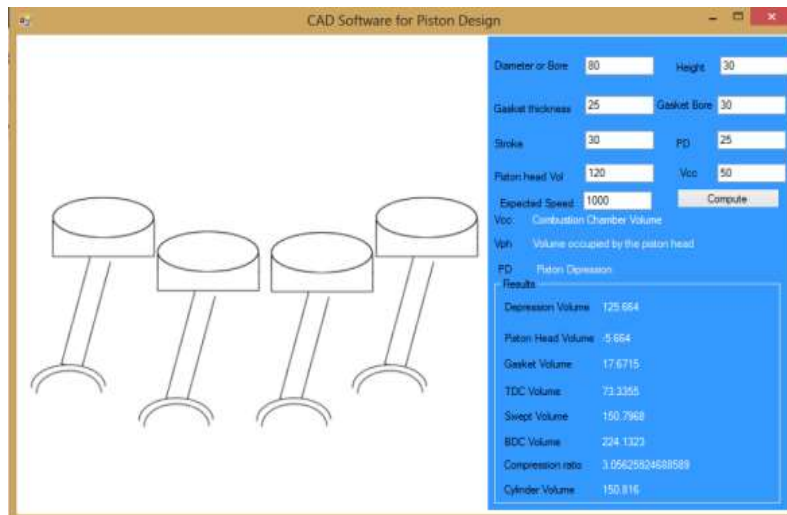 CAD Software for Piston Design
Diameter or Bore 80 Height 30
Gasket thickness 25 Gasket Bore 30
Stroke 30 PD 25
Piston head Vol 120 Vcc 50
Expected Speed 1000 Compute
Vcc Combustion Chamber Volume
Vph Volume occupied by the piston head
PD Piston Dipression
Results
Depression Volume 125.664
Piston Head Volume -5.664
Gasket Volume 17.6715
TDC Volume 73.3355
Swept Volume 150.7968
BDC Volume 224.1323
Compression ratio 3.05625824688589
Cylinder Volume 150.816